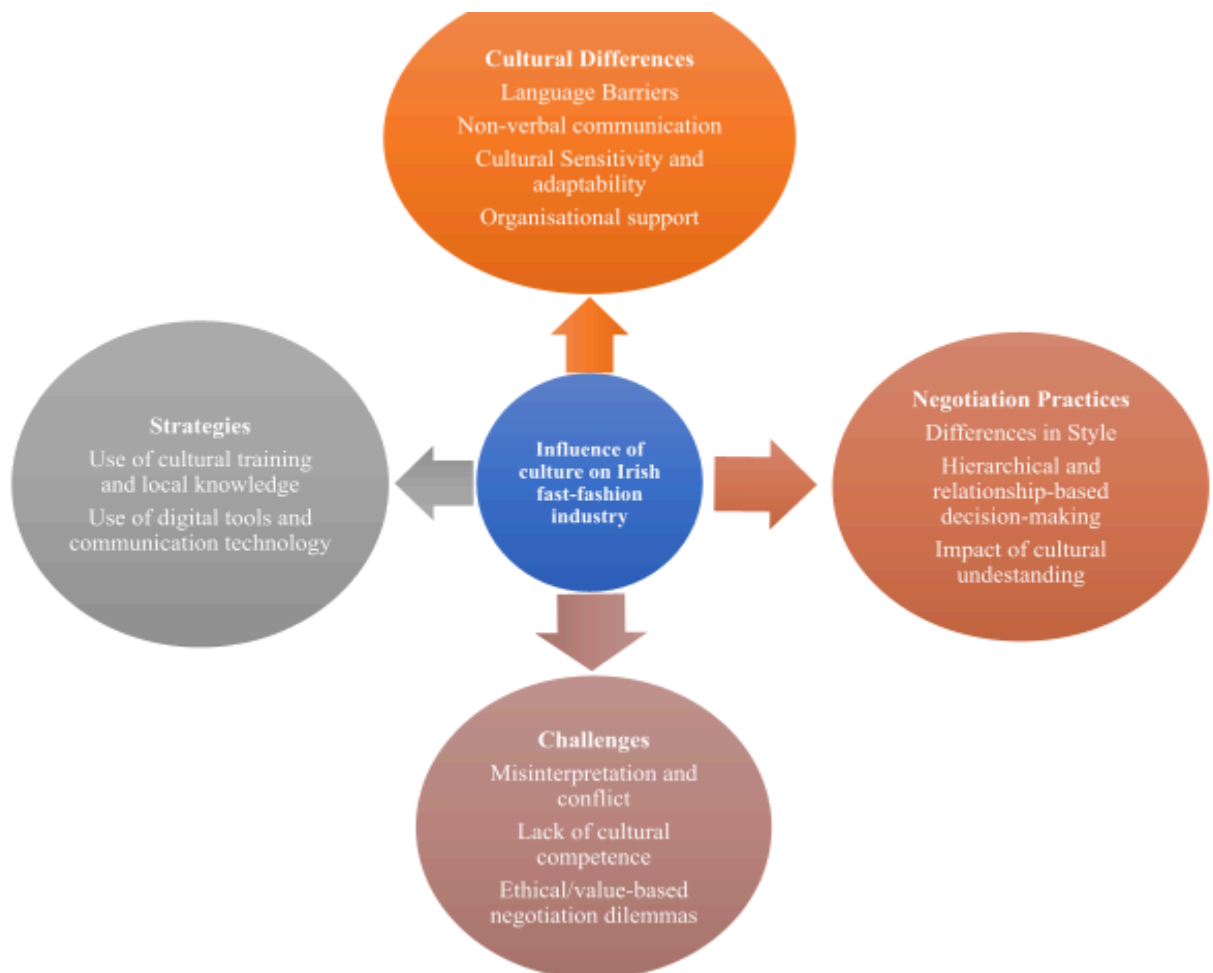 Cultural Differences
Language Barriers
Non-verbal communication
Cultural Sensitivity and
adaptability
Organisational support
Strategies
Use of cultural training
and local knowledge
Use of digital tools and
communication technology
Influence of
culture on Irish
fast-fashion
industry
Negotiation Practices
Differences in Style
Hierarchical and
relationship-based
decision-making
Impact of cultural
undestanding
Challenges
Misinterpretation and
conflict
Lack of cultural
competence
Ethical/value-based
negotiation dilemmas